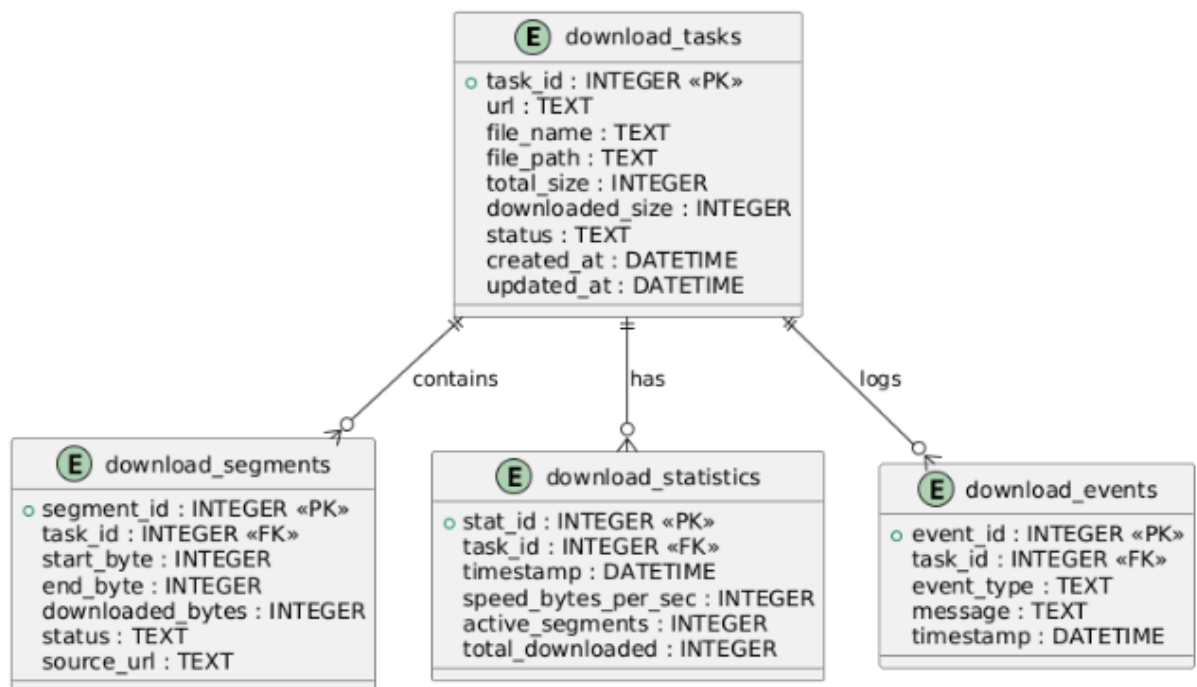 E download_tasks
task_id : INTEGER «PK»
url : TEXT
file_name : TEXT
file_path : TEXT
total_size : INTEGER
downloaded_size : INTEGER
status : TEXT
created_at : DATETIME
updated_at : DATETIME
contains
has
logs
E download_segments
segment_id : INTEGER «PK»
task_id : INTEGER «FK»
start_byte : INTEGER
end_byte : INTEGER
downloaded_bytes : INTEGER
status : TEXT
source_url : TEXT
E download_statistics
stat_id : INTEGER «PK»
task_id : INTEGER «FK»
timestamp : DATETIME
speed_bytes_per_sec : INTEGER
active_segments : INTEGER
total_downloaded : INTEGER
E download_events
event_id : INTEGER «PK»
task_id : INTEGER «FK»
event_type : TEXT
message : TEXT
timestamp : DATETIME